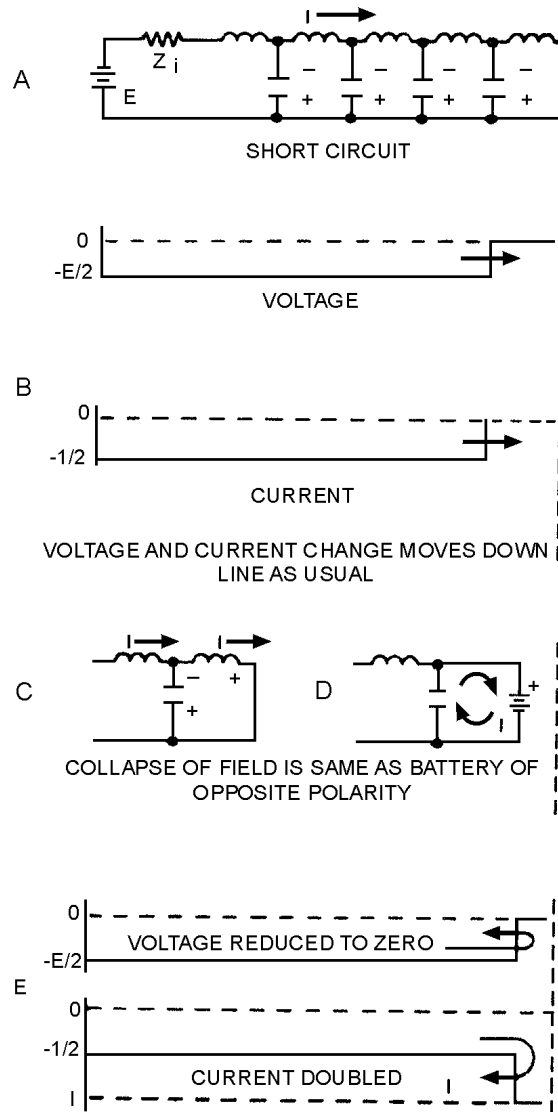 I
A
Z i
E
− − − −
+ + + +
SHORT CIRCUIT
0
-E/2
VOLTAGE
B
0
-1/2
CURRENT
VOLTAGE AND CURRENT CHANGE MOVES DOWN
LINE AS USUAL
I I
C
− +
+
D
+
I
COLLAPSE OF FIELD IS SAME AS BATTERY OF
OPPOSITE POLARITY
0
VOLTAGE REDUCED TO ZERO
-E/2
E
0
-1/2
CURRENT DOUBLED I
I